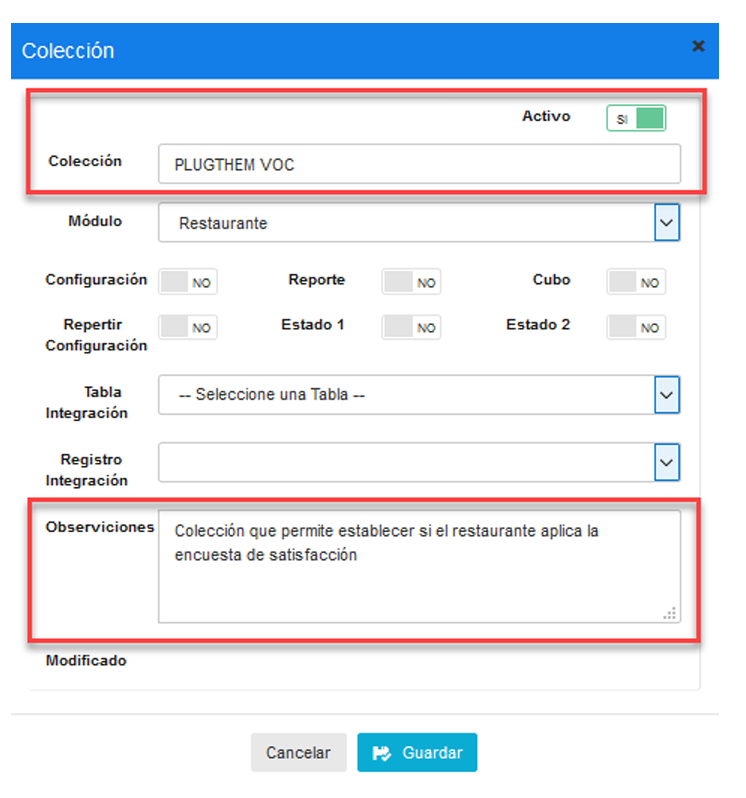 Colección
Activo SI
Colección PLUGTHEM VOC
Módulo Restaurante
Configuración NO Reporte NO Cubo NO
Repertir Configuración NO Estado 1 NO Estado 2 NO
Tabla Integración -- Seleccione una Tabla --
Registro Integración
Observiciones Colección que permite establecer si el restaurante aplica la
encuesta de satisfacción
Modificado
Cancelar Guardar